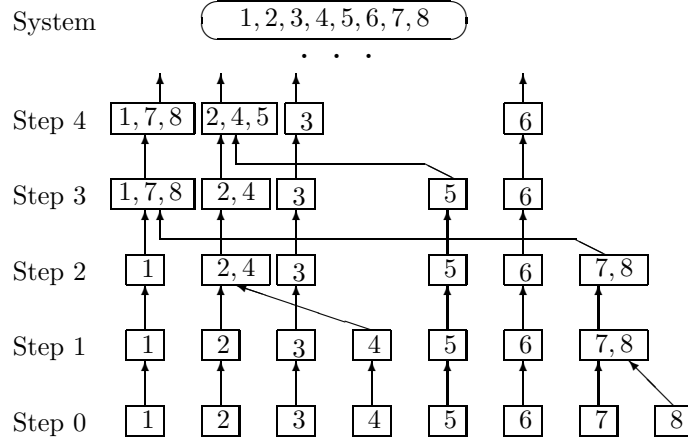 System 1, 2, 3, 4, 5, 6, 7, 8
. . .
Step 4 1, 7, 8 2, 4, 5 3 6
Step 3 1, 7, 8 2, 4 3 5 6
Step 2 1 2, 4 3 5 6 7, 8
Step 1 1 2 3 4 5 6 7, 8
Step 0 1 2 3 4 5 6 7 8